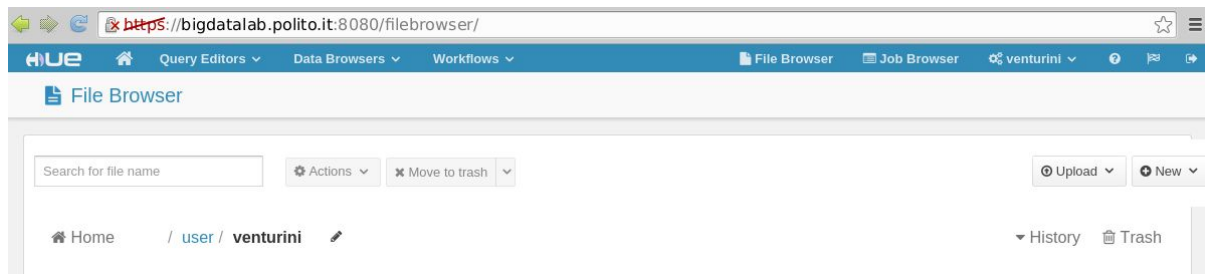 https://bigdatalab.polito.it:8080/filebrowser/
HUE Query Editors Data Browsers Workflows File Browser Job Browser venturini
File Browser
Search for file name Actions Move to trash Upload New
Home / user / venturini History Trash